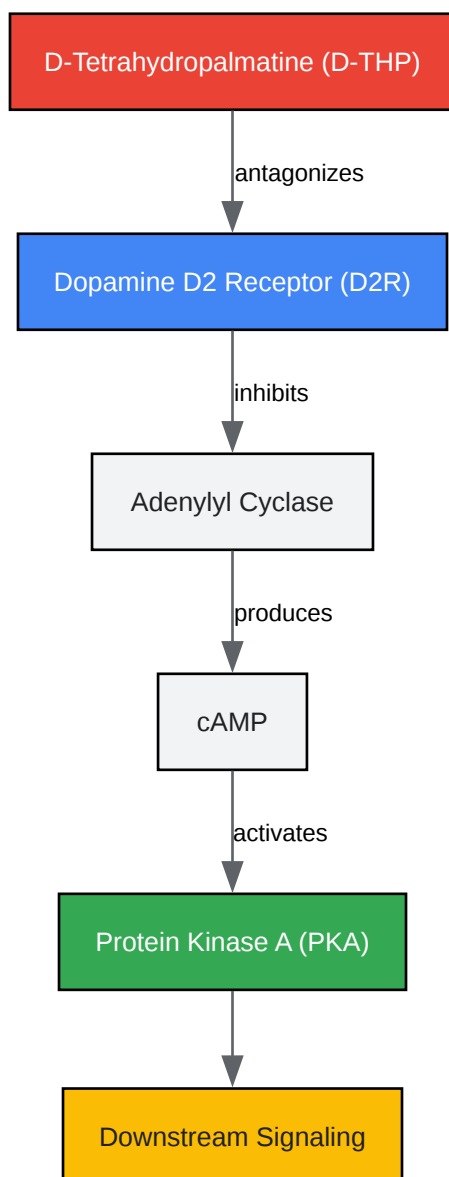 D-Tetrahydropalmatine (D-THP)
antagonizes
Dopamine D2 Receptor (D2R)
inhibits
Adenylyl Cyclase
produces
cAMP
activates
Protein Kinase A (PKA)
Downstream Signaling